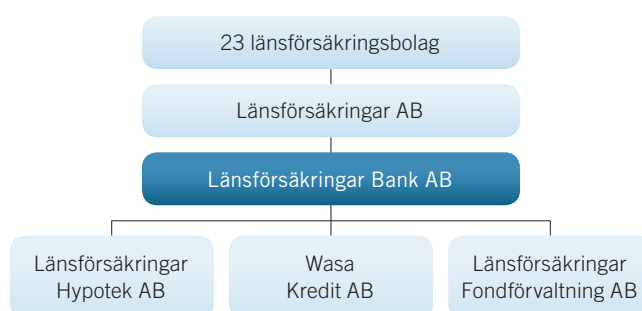 23 länsförsäkringsbolag
Länsförsäkringar AB
Länsförsäkringar Bank AB
Länsförsäkringar
Hypotek AB
Wasa
Kredit AB
Länsförsäkringar
Fondförvaltning AB